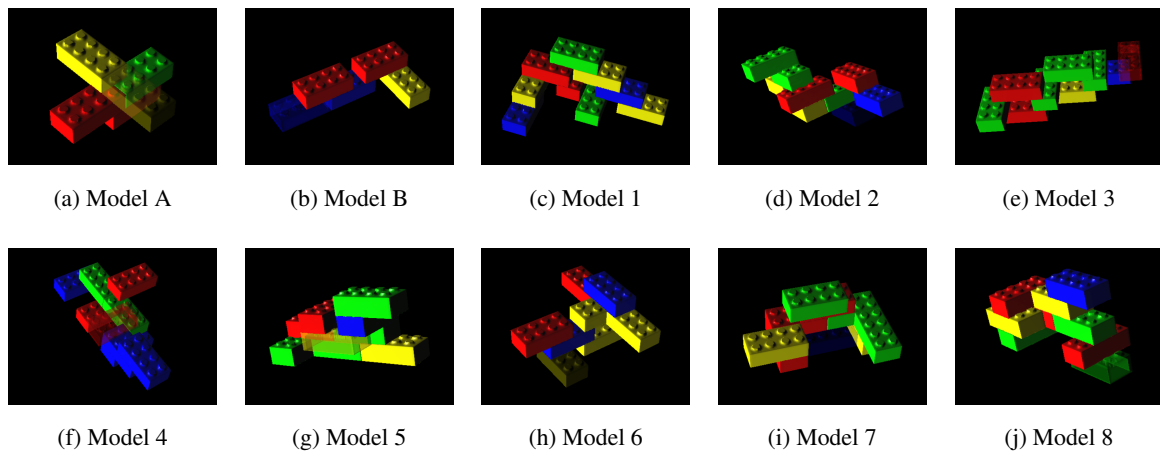 (a) Model A
(b) Model B
(c) Model 1
(d) Model 2
(e) Model 3
(f) Model 4
(g) Model 5
(h) Model 6
(i) Model 7
(j) Model 8